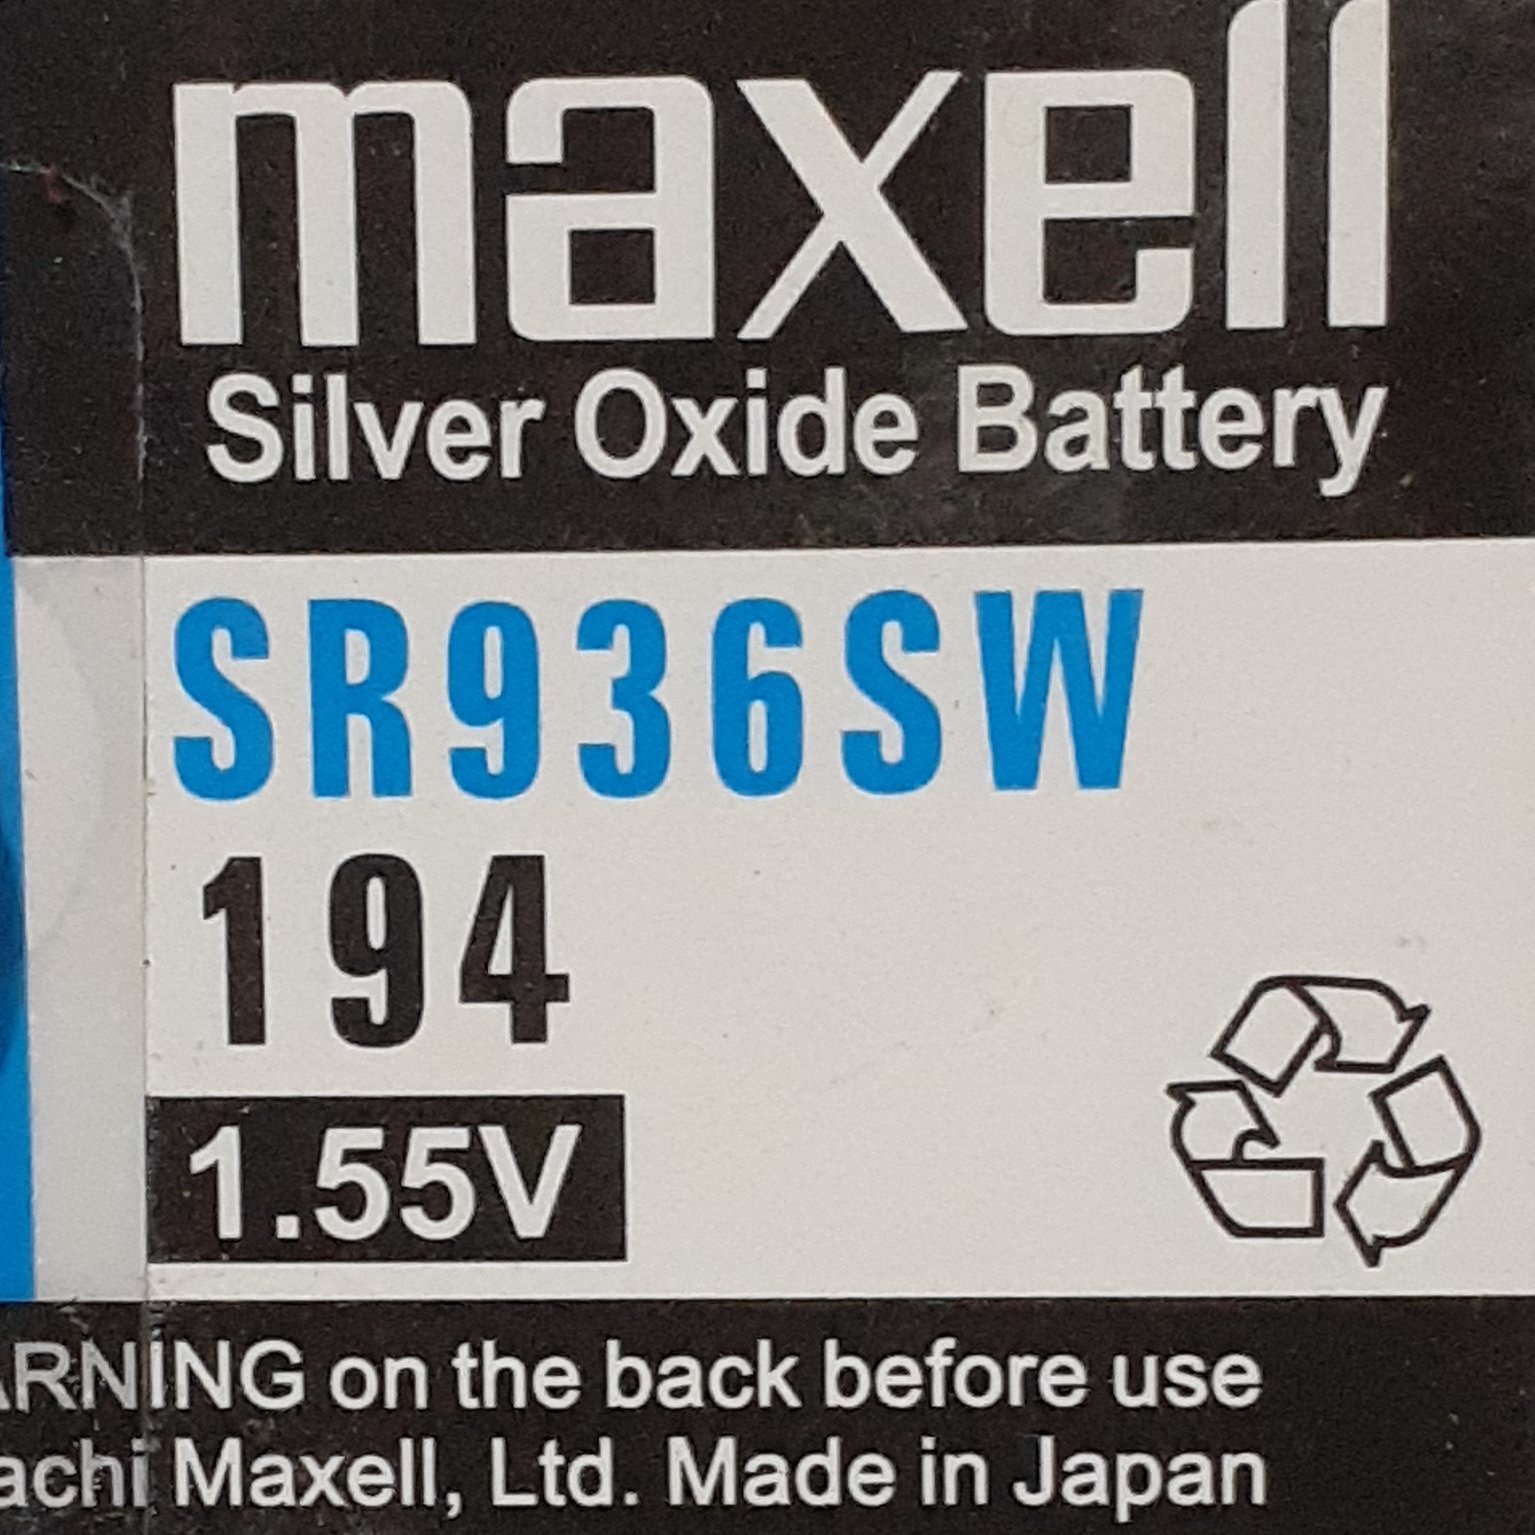 maxell
Silver Oxide Battery
SR936SW
194
1.55V
ARNING on the back before use
achi Maxell, Ltd. Made in Japan